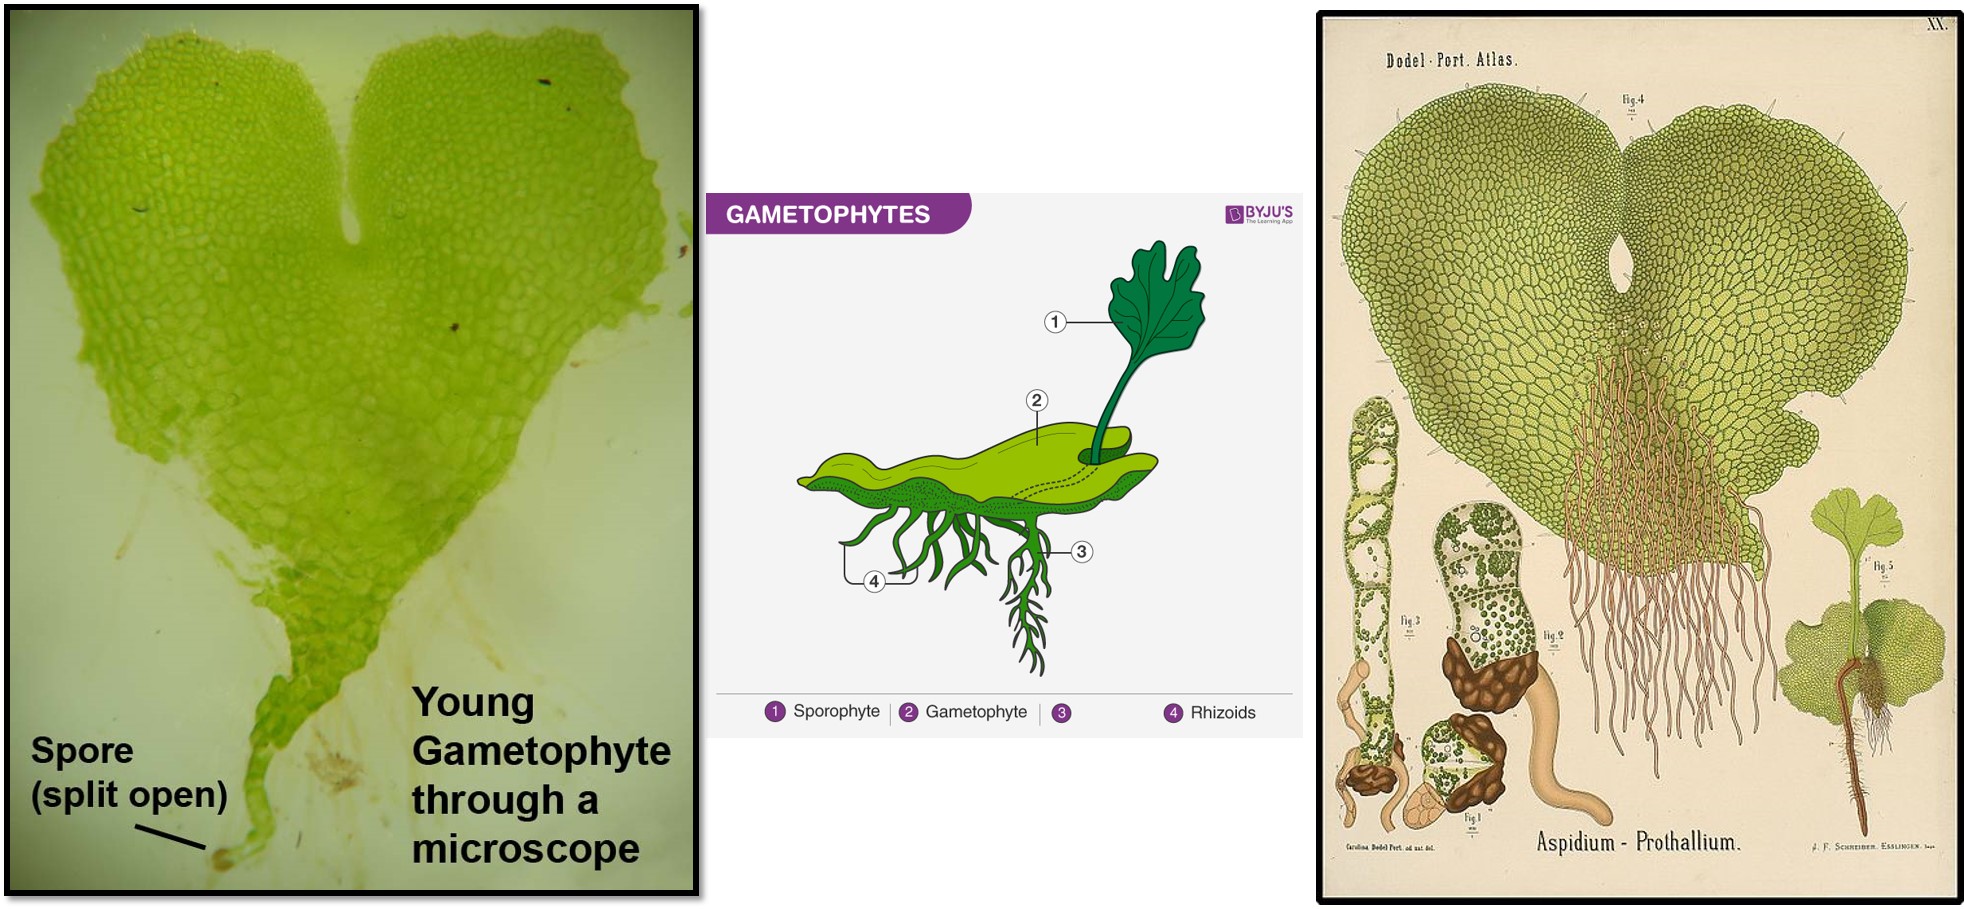 Spore
(split open)
Young
Gametophyte
through a
microscope
GAMETOPHYTES
BYJU'S
The Learning App
1
2
3
4
1 Sporophyte 2 Gametophyte 3 4 Rhizoids
XX.
Dodel-Port. Atlas.
Fig.4
Fig.5
Fig.3
Fig.2
Fig.1
Carolina Dodel Port. ad nat. del.
Aspidium - Prothallium.
J. F. SCHREIBER. ESSLINGEN.